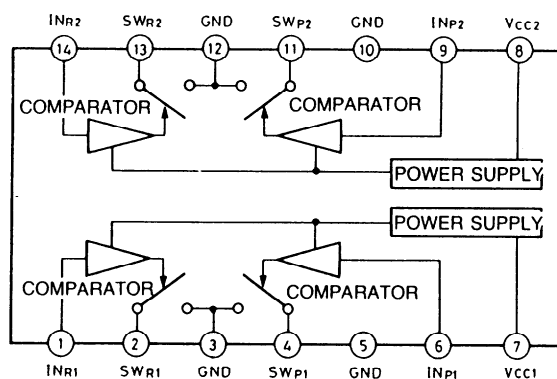 INR2 SWR2 GND SWP2 GND INP2 VCC2
14 13 12 11 10 9 8
COMPARATOR COMPARATOR
POWER SUPPLY
POWER SUPPLY
COMPARATOR COMPARATOR
1 2 3 4 5 6 7
INR1 SWR1 GND SWP1 GND INP1 VCC1